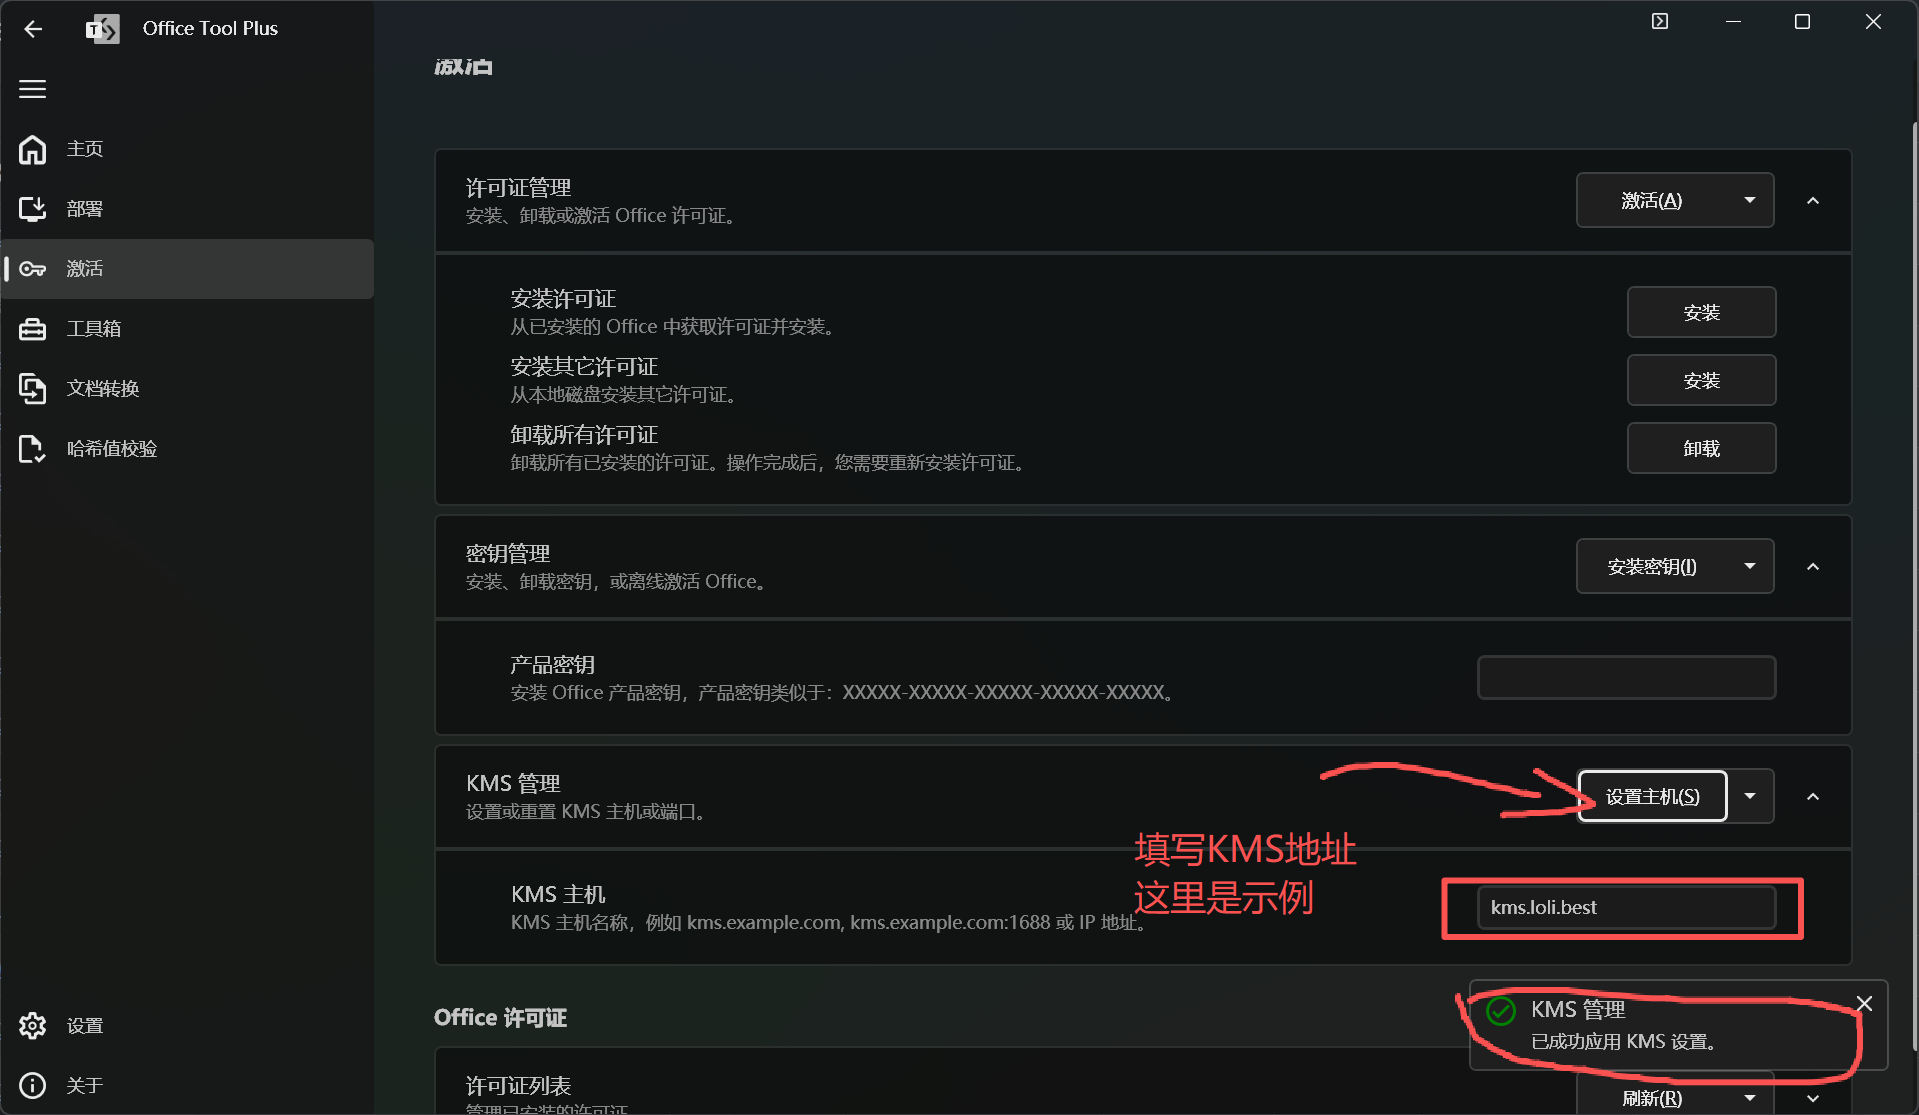 Office Tool Plus
激活
主页
部署
激活
工具箱
文档转换
哈希值校验
设置
关于
许可证管理
安装、卸载或激活 Office 许可证。
激活(A)
安装许可证
从已安装的 Office 中获取许可证并安装。
安装
安装其它许可证
从本地磁盘安装其它许可证。
安装
卸载所有许可证
卸载所有已安装的许可证。操作完成后，您需要重新安装许可证。
卸载
密钥管理
安装、卸载密钥，或离线激活 Office。
安装密钥(I)
产品密钥
安装 Office 产品密钥，产品密钥类似于：XXXXX-XXXXX-XXXXX-XXXXX-XXXXX。
KMS 管理
设置或重置 KMS 主机或端口。
设置主机(S)
填写KMS地址
这里是示例
KMS 主机
KMS 主机名称，例如 kms.example.com, kms.example.com:1688 或 IP 地址。
kms.loli.best
Office 许可证
KMS 管理
已成功应用 KMS 设置。
许可证列表
管理已安装的许可证
刷新(R)